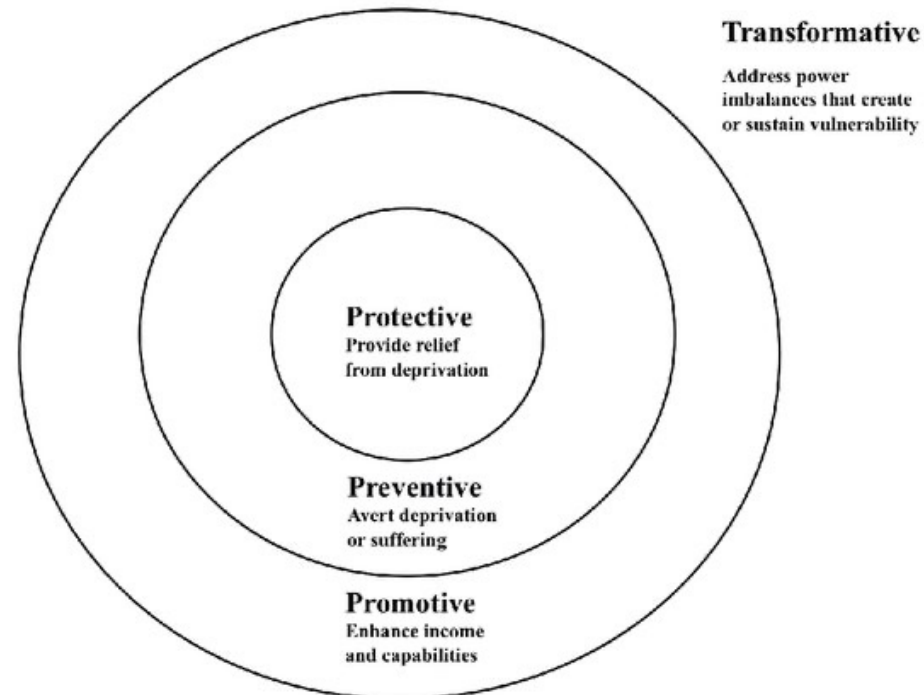 Transformative
Address power
imbalances that create
or sustain vulnerability
Protective
Provide relief
from deprivation
Preventive
Avert deprivation
or suffering
Promotive
Enhance income
and capabilities